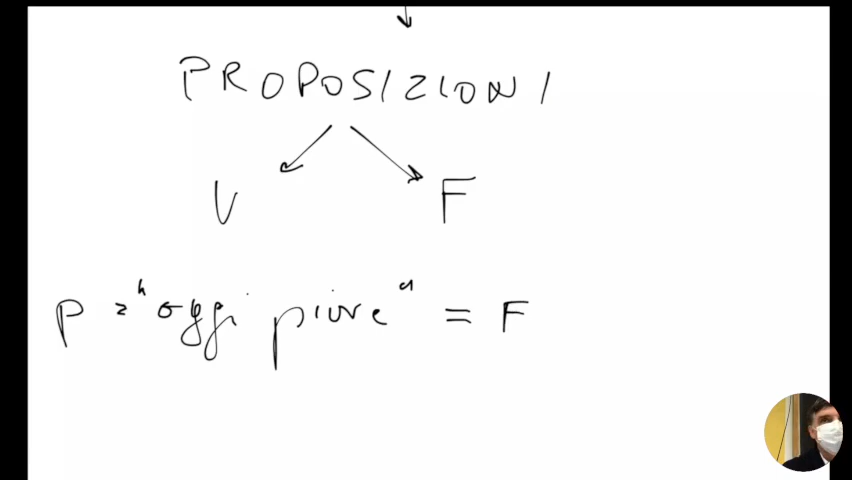 PROPOSIZIONI
V F
p = "oggi piove" = F